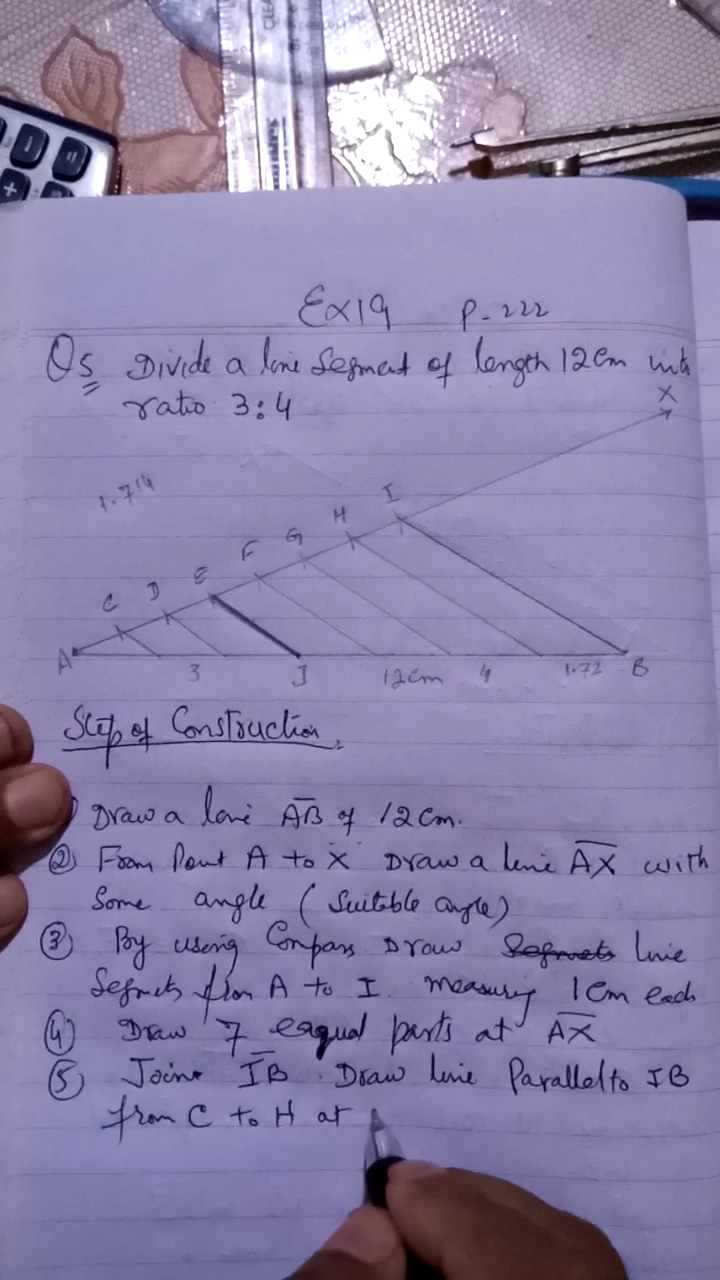 Ex19 P-222
Q5 Divide a line Segment of length 12cm into
ratio 3:4
X
1.714
I
H
G
F
E
D
C
A 3 J 12cm 4 1.72 B
Step of Construction.
Draw a line AB of 12cm.
② From Point A to X Draw a line AX with
Some angle (Suitable angle)
③ By using Compass Draw Segments line
Segmets from A to I measuring 1cm each
④ Draw 7 eaqual parts at AX
⑤ Joine IB. Draw line Parallel to IB
from C to H at